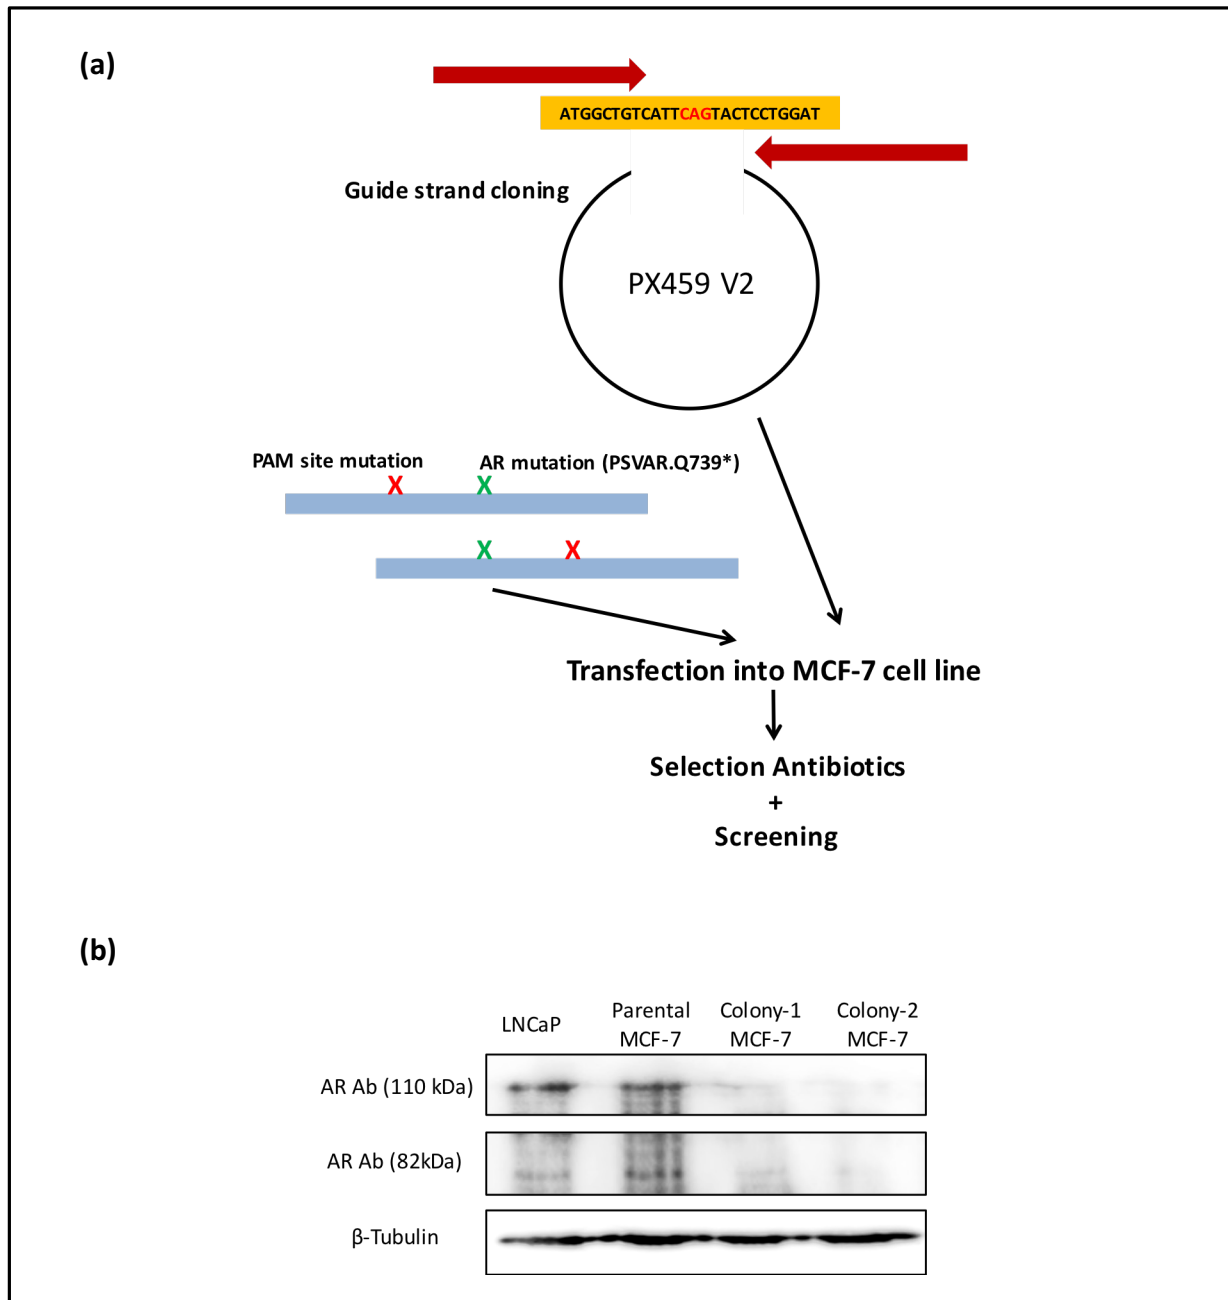 (a)
ATGGCTGTCATTCAGTACTCCTGGAT
Guide strand cloning
PX459 V2
PAM site mutation
AR mutation (PSVAR.Q739*)
X
X
X
X
Transfection into MCF-7 cell line
Selection Antibiotics
+
Screening
(b)
LNCaP
Parental
MCF-7
Colony-1
MCF-7
Colony-2
MCF-7
AR Ab (110 kDa)
AR Ab (82kDa)
β-Tubulin